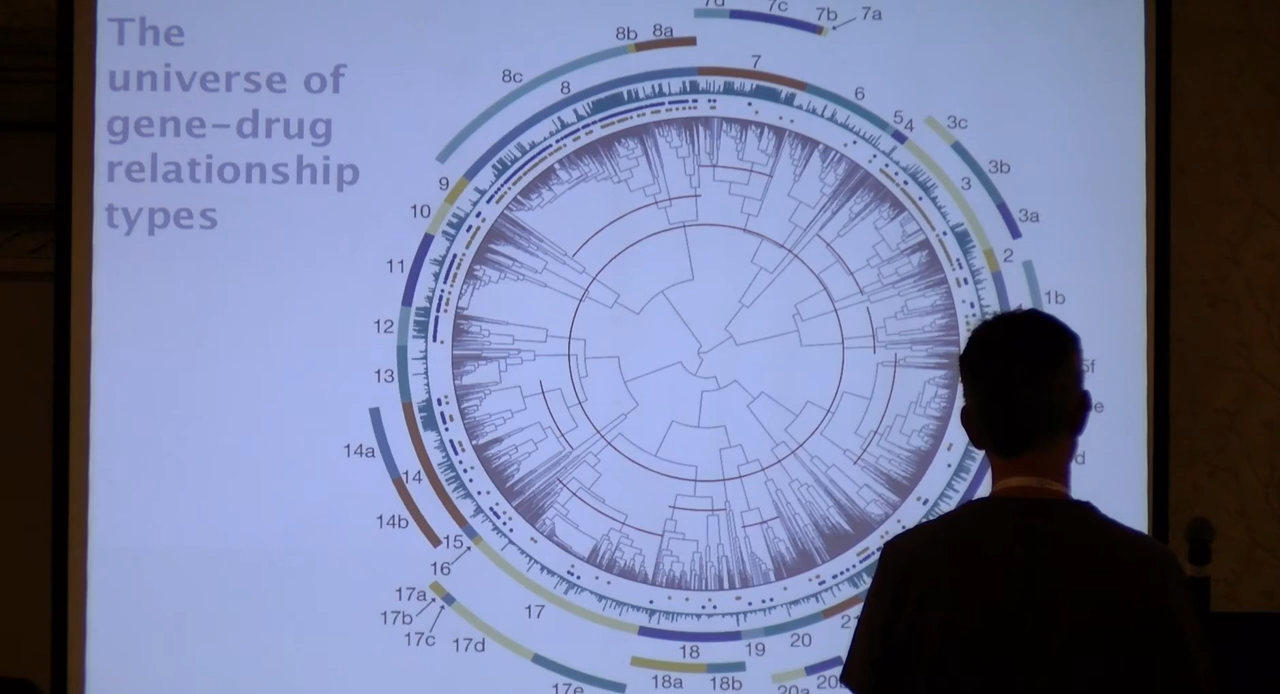 The
universe of
gene-drug
relationship
types
7c
7b
7a
8b
8a
8c
8
7
6
5
4
3c
3b
3
3a
2
1b
9
10
11
12
13
14a
14
14b
15
16
17a
17b
17c
17d
17
17e
18
18a
18b
19
20
20a